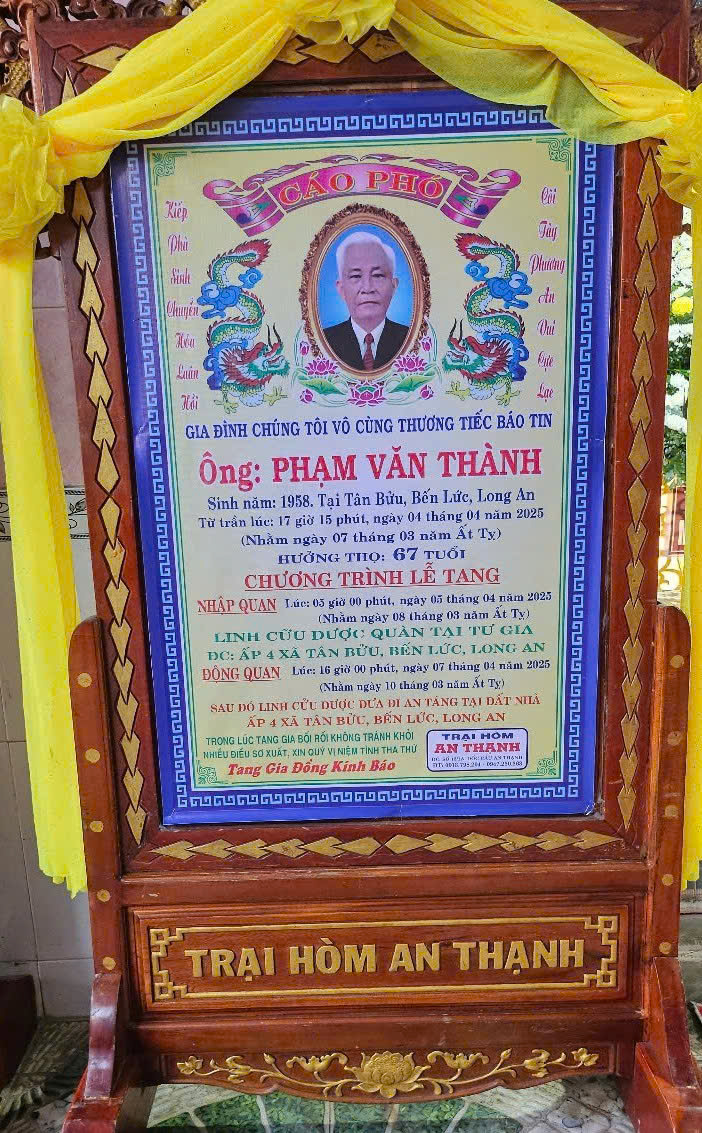 CÁO PHÓ
Kiếp
Phù
Sinh
Chuyển
Hóa
Luân
Hồi
Cõi
Tây
Phương
An
Vui
Cực
Lạc
GIA ĐÌNH CHÚNG TÔI VÔ CÙNG THƯƠNG TIẾC BÁO TIN
Ông: PHẠM VĂN THÀNH
Sinh năm: 1958. Tại Tân Bửu, Bến Lức, Long An
Từ trần lúc: 17 giờ 15 phút, ngày 04 tháng 04 năm 2025
(Nhằm ngày 07 tháng 03 năm Ất Tỵ)
HƯỞNG THỌ: 67 TUỔI
CHƯƠNG TRÌNH LỄ TANG
NHẬP QUAN Lúc: 05 giờ 00 phút, ngày 05 tháng 04 năm 2025
(Nhằm ngày 08 tháng 03 năm Ất Tỵ)
LINH CỬU ĐƯỢC QUÀN TẠI TƯ GIA
ĐC: ẤP 4 XÃ TÂN BỬU, BẾN LỨC, LONG AN
ĐỘNG QUAN Lúc: 16 giờ 00 phút, ngày 07 tháng 04 năm 2025
(Nhằm ngày 10 tháng 03 năm Ất Tỵ)
SAU ĐÓ LINH CỬU ĐƯỢC ĐƯA ĐI AN TÁNG TẠI ĐẤT NHÀ
ẤP 4 XÃ TÂN BỬU, BẾN LỨC, LONG AN
TRONG LÚC TANG GIA BỐI RỐI KHÔNG TRÁNH KHỎI
NHIỀU ĐIỀU SƠ XUẤT, XIN QUÝ VỊ NIỆM TÌNH THA THỨ
Tang Gia Đồng Kính Báo
TRẠI HÒM
AN THẠNH
TRẠI HÒM AN THẠNH